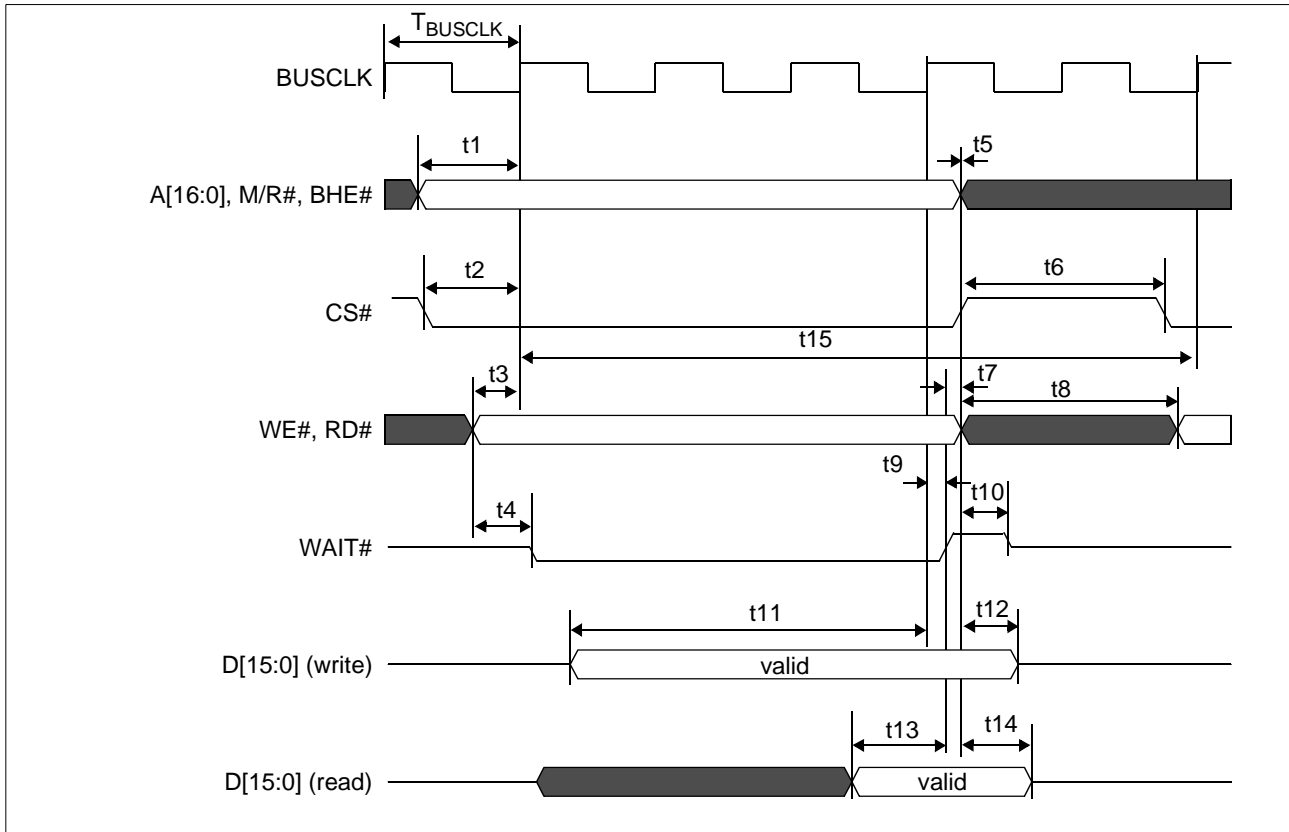 TBUSCLK
BUSCLK
t1
t5
A[16:0], M/R#, BHE#
t2
t6
CS#
t15
t3
t7
t8
WE#, RD#
t9
t10
t4
WAIT#
t11
t12
D[15:0] (write)
valid
t13
t14
D[15:0] (read)
valid